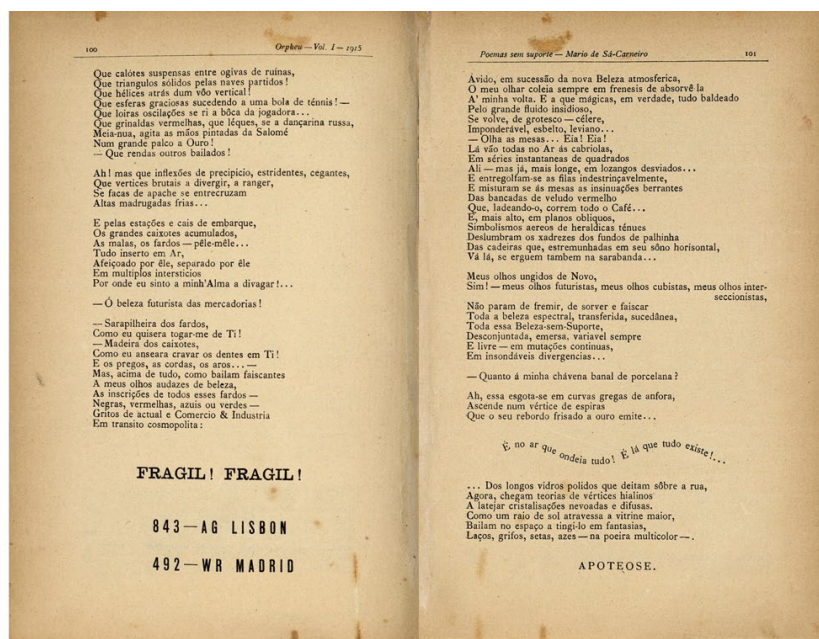 100
Orpheu — Vol. I — 1915
Que calótes suspensas entre ogivas de ruínas,
Que triangulos sólidos pelas naves partidos!
Que hélices atrás dum vôo vertical!
Que esferas graciosas sucedendo a uma bola de ténnis! —
Que loiras oscilações se ri a bôca da jogadora...
Que grinaldas vermelhas, que léques, se a dançarina russa,
Meia-nua, agita as mãos pintadas da Salomé
Num grande palco a Ouro!
— Que rendas outros bailados!
Ah! mas que inflexões de precipicio, estridentes, cegantes,
Que vertices brutais a divergir, a ranger,
Se facas de apache se entrecruzam
Altas madrugadas frias...
E pelas estações e cais de embarque,
Os grandes caixotes acumulados,
As malas, os fardos — pêle-mêle...
Tudo inserto em Ar,
Afeiçoado por êle, separado por êle
Em multiplos intersticios
Por onde eu sinto a minh'Alma a divagar!...
— Ó beleza futurista das mercadorias!
— Sarapilheira dos fardos,
Como eu quisera togar-me de Ti!
— Madeira dos caixotes,
Como eu anseara cravar os dentes em Ti!
E os pregos, as cordas, os aros... —
Mas, acima de tudo, como bailam faiscantes
A meus olhos audazes de beleza,
As inscrições de todos esses fardos —
Negras, vermelhas, azuis ou verdes —
Gritos de actual e Comercio & Industria
Em transito cosmopolita:
FRAGIL! FRAGIL!
843—AG LISBON
492—WR MADRID
Poemas sem suporte — Mario de Sá-Carneiro
101
Ávido, em sucessão da nova Beleza atmosferica,
O meu olhar coleia sempre em frenesis de absorvê-la
A' minha volta. E a que mágicas, em verdade, tudo baldeado
Pelo grande fluido insidioso,
Se volve, de grotesco — célere,
Imponderável, esbelto, leviano...
— Olha as mesas... Eia! Eia!
Lá vão todas no Ar ás cabriolas,
Em séries instantaneas de quadrados
Ali — mas já, mais longe, em lozangos desviados...
E entregolfam-se as filas indestrinçavelmente,
E misturam-se ás mesas as insinuações berrantes
Das bancadas de veludo vermelho
Que, ladeando-o, correm todo o Café...
E, mais alto, em planos obliquos,
Simbolismos aereos de heraldicas ténues
Deslumbram os xadrezes dos fundos de palhinha
Das cadeiras que, estremunhadas em seu sôno horisontal,
Vá lá, se erguem tambem na sarabanda...
Meus olhos ungidos de Novo,
Sim! — meus olhos futuristas, meus olhos cubistas, meus olhos inter-
seccionistas,
Não param de fremir, de sorver e faiscar
Toda a beleza espectral, transferida, sucedânea,
Toda essa Beleza-sem-Suporte,
Desconjuntada, emersa, variavel sempre
E livre — em mutações continuas,
Em insondáveis divergencias...
— Quanto á minha chávena banal de porcelana?
Ah, essa esgota-se em curvas gregas de anfora,
Ascende num vértice de espiras
Que o seu rebordo frisado a ouro emite...
É no ar que ondeia tudo! É lá que tudo existe!...
... Dos longos vidros polidos que deitam sôbre a rua,
Agora, chegam teorias de vértices hialinos
A latejar cristalisações nevoadas e difusas.
Como um raio de sol atravessa a vitrine maior,
Bailam no espaço a tingi-lo em fantasias,
Laços, grifos, setas, azes — na poeira multicolor —.
APOTEOSE.